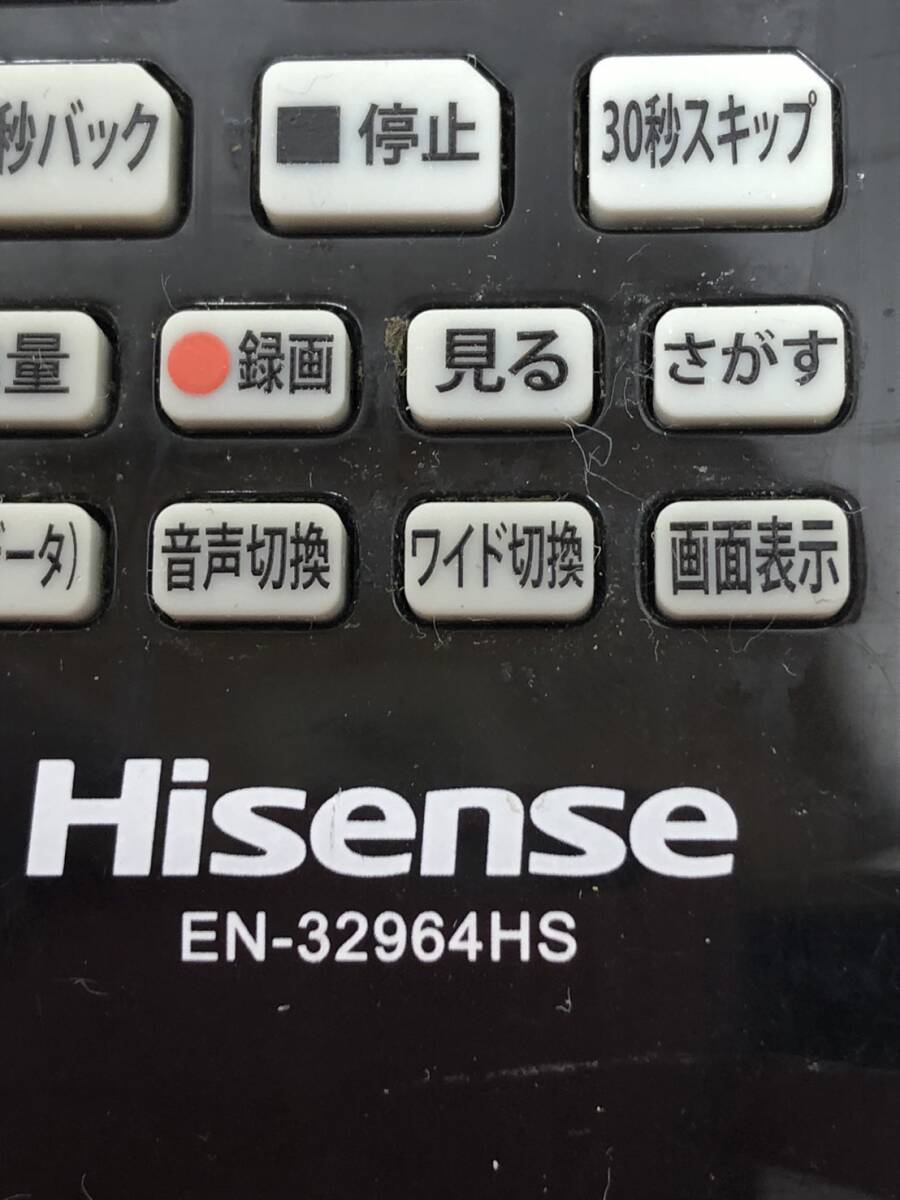 秒バック ■停止 30秒スキップ
量 ●録画 見る さがす
データ) 音声切換 ワイド切換 画面表示
Hisense
EN-32964HS